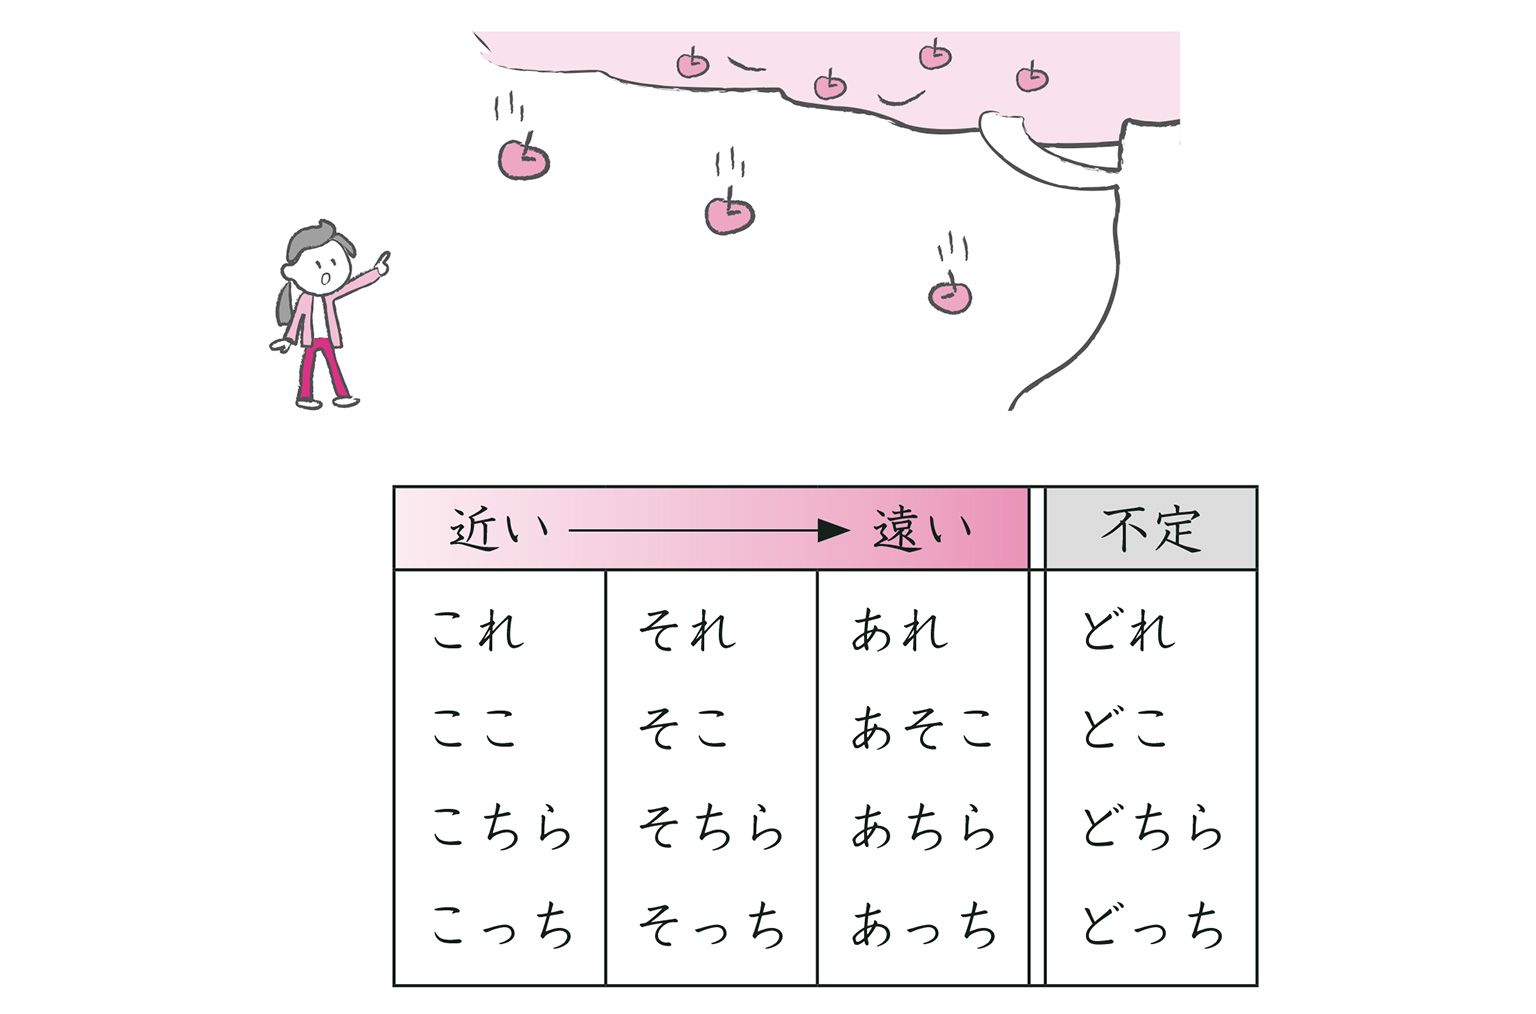 近い → 遠い 不定
これ それ あれ どれ
ここ そこ あそこ どこ
こちら そちら あちら どちら
こっち そっち あっち どっち